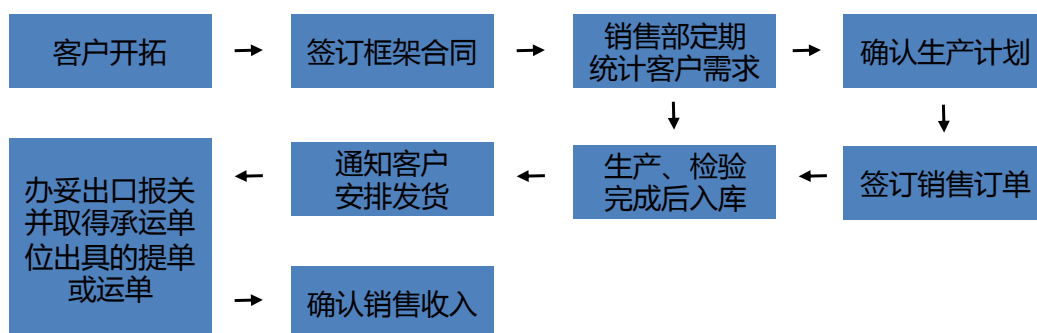 客户开拓
签订框架合同
销售部定期
统计客户需求
确认生产计划
办妥出口报关
并取得承运单
位出具的提单
或运单
通知客户
安排发货
生产、检验
完成后入库
签订销售订单
确认销售收入